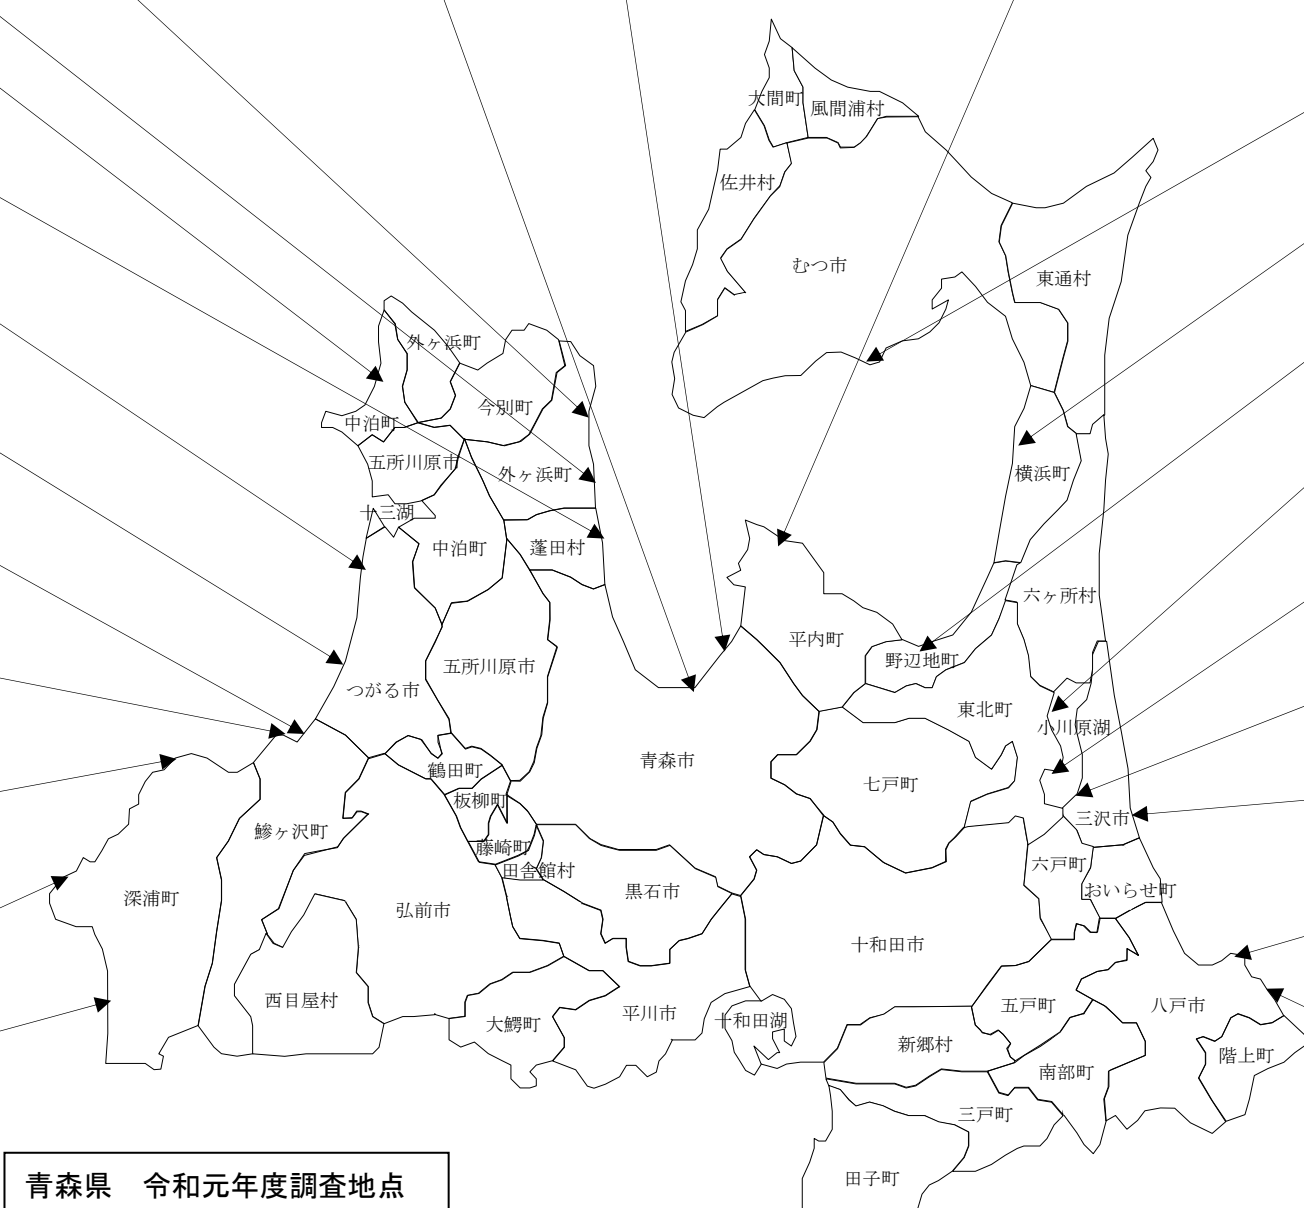 大間町
風間浦村
佐井村
むつ市
東通村
外ヶ浜町
今別町
中泊町
五所川原市
外ヶ浜町
横浜町
十三湖
中泊町
蓬田村
六ヶ所村
平内町
野辺地町
五所川原市
つがる市
東北町
小川原湖
青森市
鶴田町
七戸町
板柳町
三沢市
鰺ヶ沢町
藤崎町
田舎館村
六戸町
おいらせ町
黒石市
深浦町
弘前市
十和田市
西目屋村
五戸町
八戸市
平川市
十和田湖
大鰐町
新郷村
階上町
南部町
三戸町
田子町
青森県　令和元年度調査地点